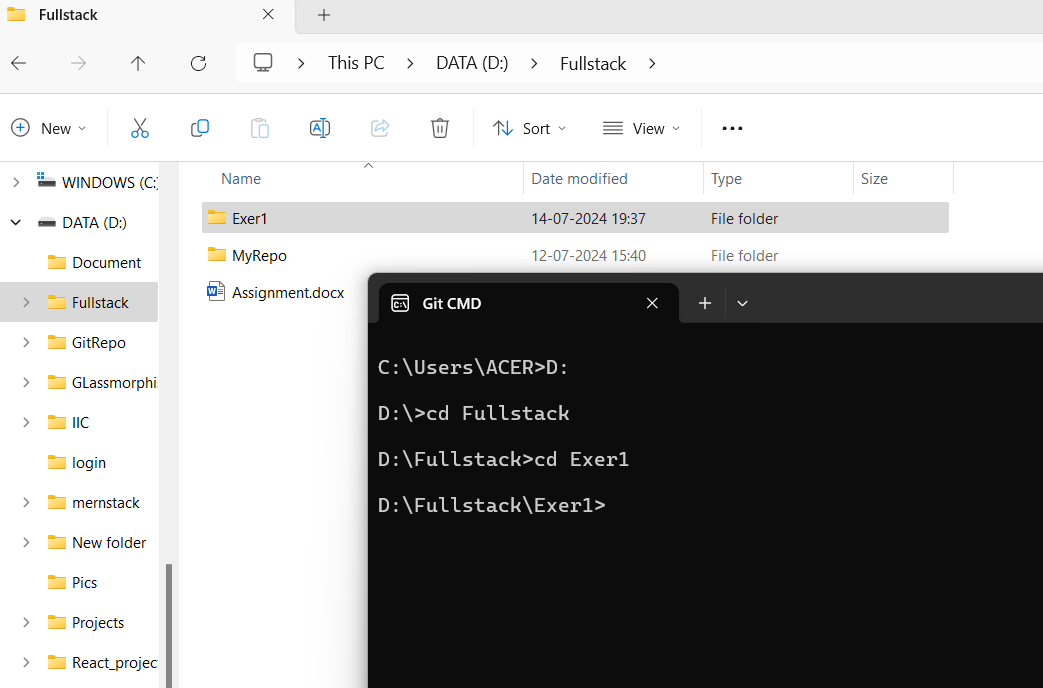 Fullstack
This PC > DATA (D:) > Fullstack >
New
Sort
View
Name Date modified Type Size
WINDOWS (C:)
DATA (D:)
Document
Fullstack
GitRepo
GLassmorphi
IIC
login
mernstack
New folder
Pics
Projects
React_projec
Exer1 14-07-2024 19:37 File folder
MyRepo 12-07-2024 15:40 File folder
Assignment.docx
Git CMD
C:\Users\ACER>D:
D:\>cd Fullstack
D:\Fullstack>cd Exer1
D:\Fullstack\Exer1>